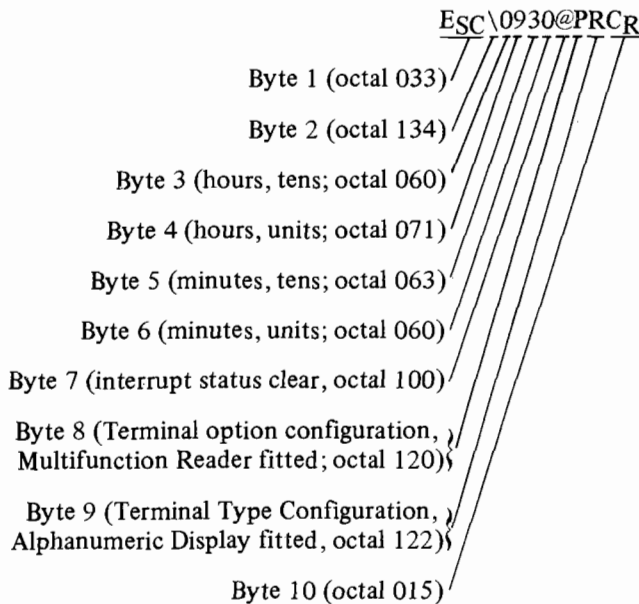 ESC\0930@PRCR
Byte 1 (octal 033)
Byte 2 (octal 134)
Byte 3 (hours, tens; octal 060)
Byte 4 (hours, units; octal 071)
Byte 5 (minutes, tens; octal 063)
Byte 6 (minutes, units; octal 060)
Byte 7 (interrupt status clear, octal 100)
Byte 8 (Terminal option configuration,
Multifunction Reader fitted; octal 120)
Byte 9 (Terminal Type Configuration,
Alphanumeric Display fitted, octal 122)
Byte 10 (octal 015)